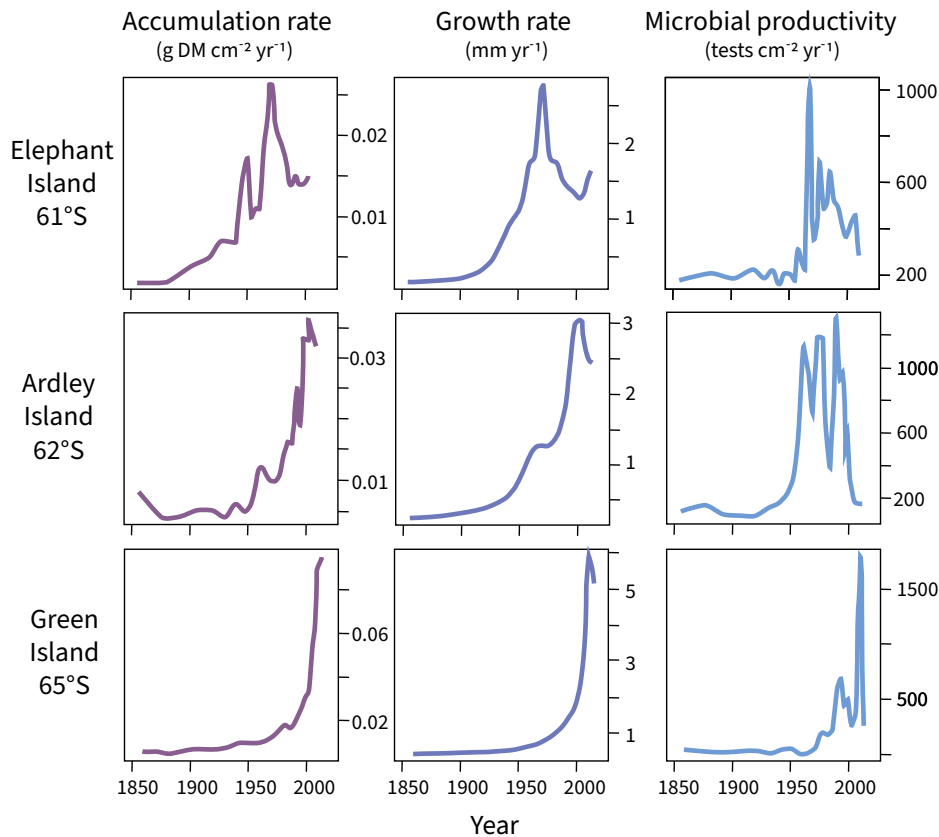 Accumulation rate
(g DM cm⁻² yr⁻¹)
Growth rate
(mm yr⁻¹)
Microbial productivity
(tests cm⁻² yr⁻¹)
Elephant
Island
61°S
0.02
0.01
2
1
1000
600
200
Ardley
Island
62°S
0.03
0.01
3
2
1
1000
600
200
Green
Island
65°S
0.06
0.02
5
3
1
1500
500
1850 1900 1950 2000
1850 1900 1950 2000
1850 1900 1950 2000
Year